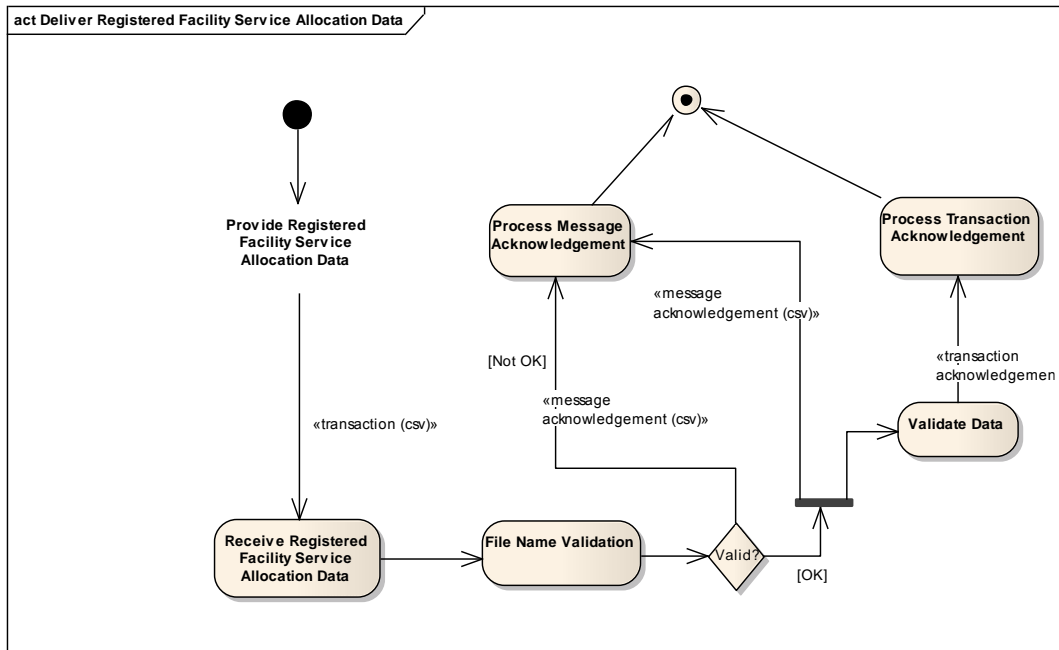 act Deliver Registered Facility Service Allocation Data
Provide Registered
Facility Service
Allocation Data
«transaction (csv)»
Receive Registered
Facility Service
Allocation Data
File Name Validation
Valid?
[OK]
[Not OK]
«message
acknowledgement (csv)»
Process Message
Acknowledgement
«message
acknowledgement (csv)»
Validate Data
«transaction
acknowledgemen
Process Transaction
Acknowledgement